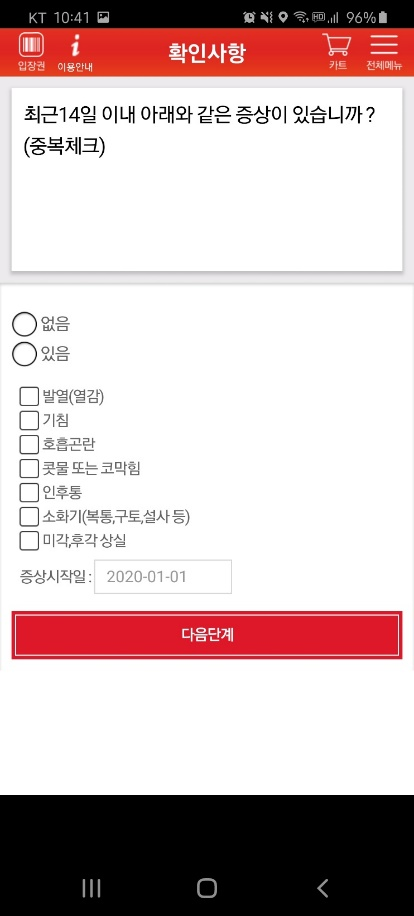 KT 10:41 HD 96%
입장권 이용안내 확인사항 카트 전체메뉴
최근14일 이내 아래와 같은 증상이 있습니까?
(중복체크)
없음
있음
발열(열감)
기침
호흡곤란
콧물 또는 코막힘
인후통
소화기(복통,구토,설사 등)
미각,후각 상실
증상시작일 : 2020-01-01
다음단계